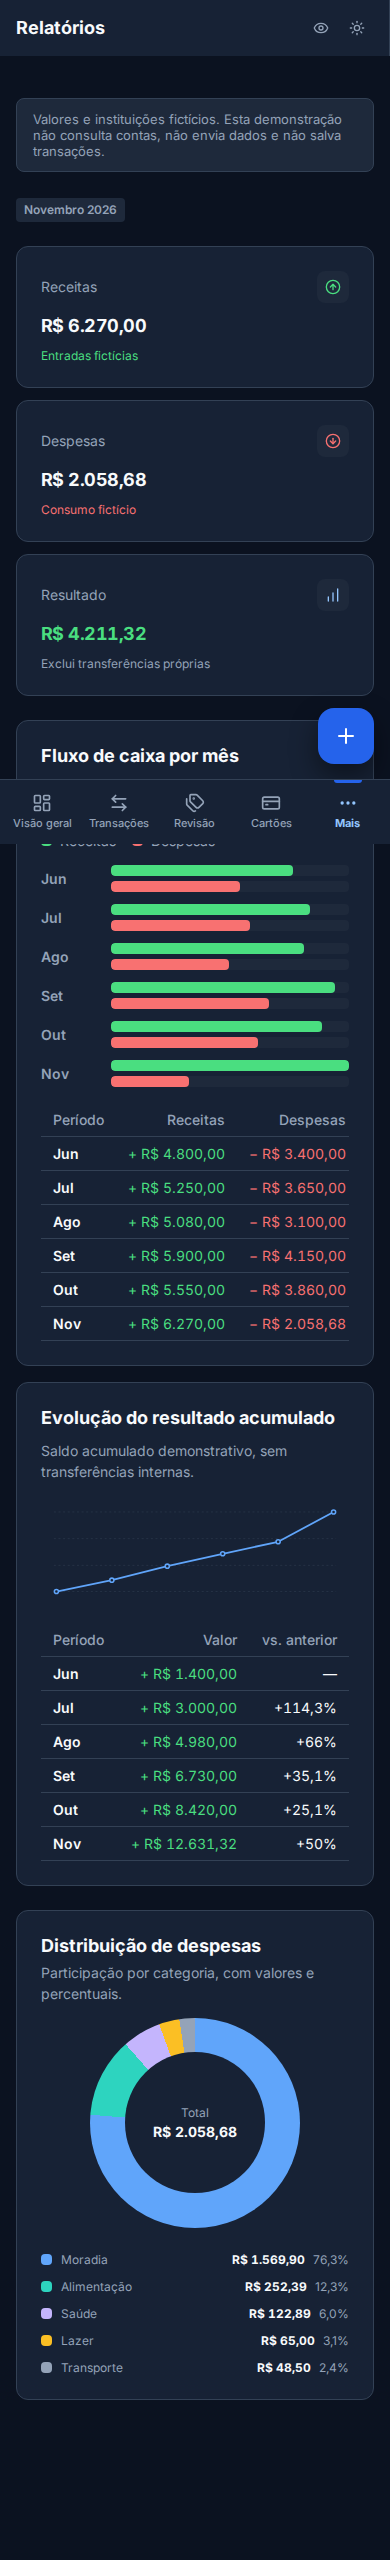 Relatórios
Valores e instituições fictícios. Esta demonstração
não consulta contas, não envia dados e não salva
transações.
Novembro 2026
Receitas
R$ 6.270,00
Entradas fictícias
Despesas
R$ 2.058,68
Consumo fictício
Resultado
R$ 4.211,32
Exclui transferências próprias
Fluxo de caixa por mês
Visão geral Transações Revisão Cartões Mais
Receitas Despesas
Jun
Jul
Ago
Set
Out
Nov
Período Receitas Despesas
Jun + R$ 4.800,00 − R$ 3.400,00
Jul + R$ 5.250,00 − R$ 3.650,00
Ago + R$ 5.080,00 − R$ 3.100,00
Set + R$ 5.900,00 − R$ 4.150,00
Out + R$ 5.550,00 − R$ 3.860,00
Nov + R$ 6.270,00 − R$ 2.058,68
Evolução do resultado acumulado
Saldo acumulado demonstrativo, sem
transferências internas.
Período Valor vs. anterior
Jun + R$ 1.400,00 —
Jul + R$ 3.000,00 +114,3%
Ago + R$ 4.980,00 +66%
Set + R$ 6.730,00 +35,1%
Out + R$ 8.420,00 +25,1%
Nov + R$ 12.631,32 +50%
Distribuição de despesas
Participação por categoria, com valores e
percentuais.
Total
R$ 2.058,68
Moradia R$ 1.569,90 76,3%
Alimentação R$ 252,39 12,3%
Saúde R$ 122,89 6,0%
Lazer R$ 65,00 3,1%
Transporte R$ 48,50 2,4%